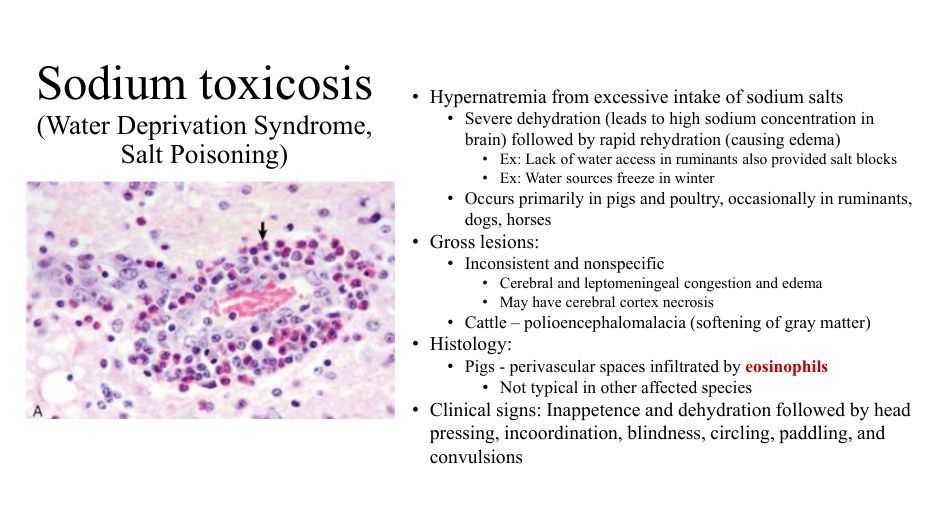 Sodium toxicosis
(Water Deprivation Syndrome,
Salt Poisoning)
A
• Hypernatremia from excessive intake of sodium salts
• Severe dehydration (leads to high sodium concentration in
brain) followed by rapid rehydration (causing edema)
• Ex: Lack of water access in ruminants also provided salt blocks
• Ex: Water sources freeze in winter
• Occurs primarily in pigs and poultry, occasionally in ruminants,
dogs, horses
• Gross lesions:
• Inconsistent and nonspecific
• Cerebral and leptomeningeal congestion and edema
• May have cerebral cortex necrosis
• Cattle – polioencephalomalacia (softening of gray matter)
• Histology:
• Pigs - perivascular spaces infiltrated by eosinophils
• Not typical in other affected species
• Clinical signs: Inappetence and dehydration followed by head
pressing, incoordination, blindness, circling, paddling, and
convulsions